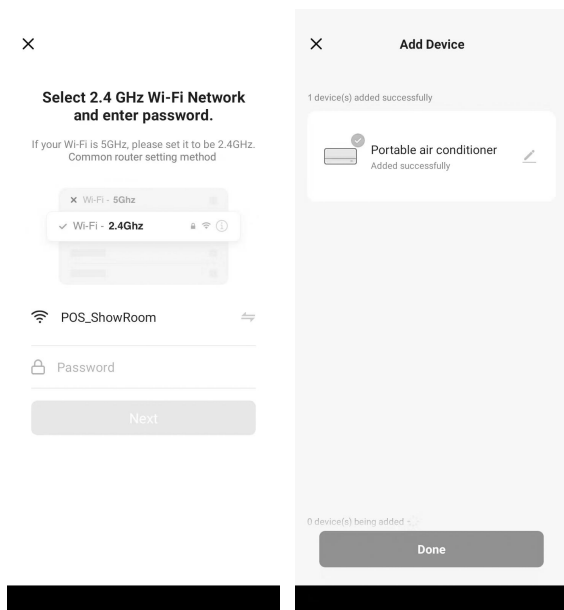 Select 2.4 GHz Wi-Fi Network
and enter password.
If your Wi-Fi is 5GHz, please set it to be 2.4GHz.
Common router setting method
Wi-Fi - 5Ghz
Wi-Fi - 2.4Ghz
POS_ShowRoom
Password
Next
Add Device
1 device(s) added successfully
Portable air conditioner
Added successfully
0 device(s) being added
Done